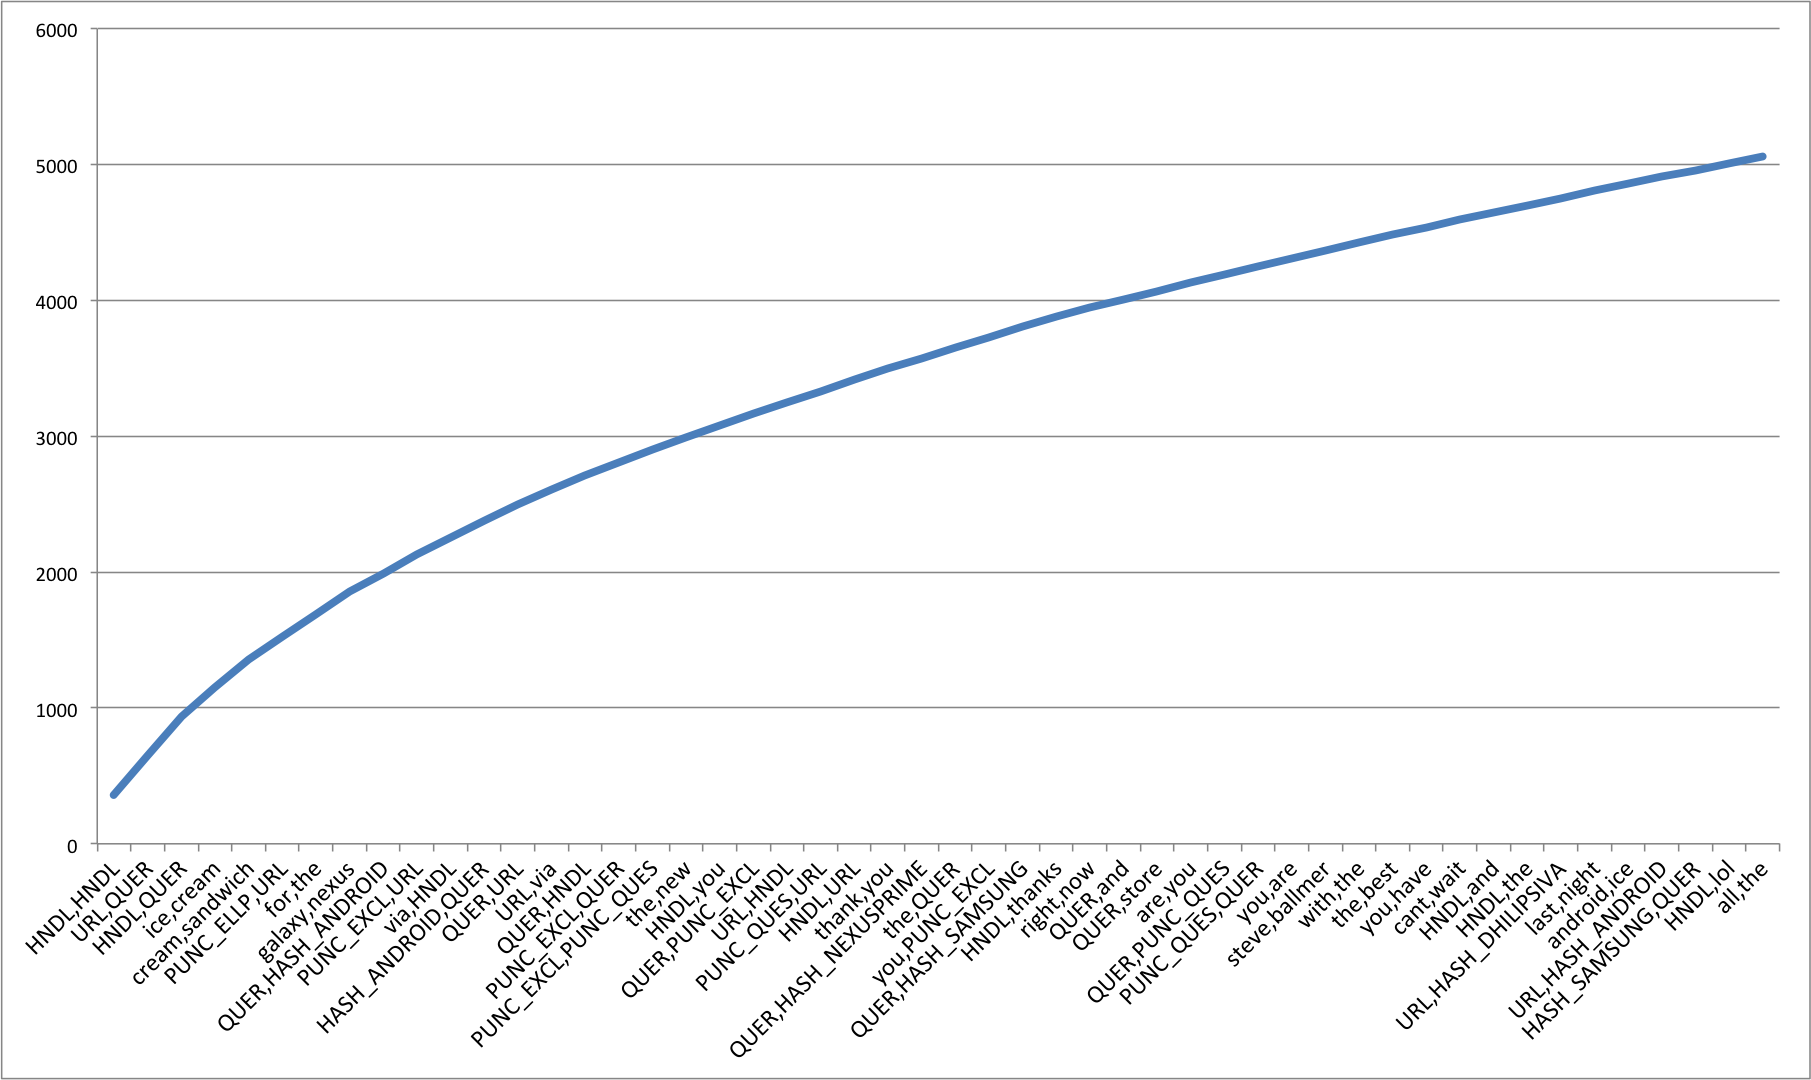 6000
5000
4000
3000
2000
1000
0
HNDL,HNDL
URL,QUER
HNDL,QUER
ice,cream
cream,sandwich
PUNC_ELLP,URL
for,the
galaxy,nexus
QUER,HASH_ANDROID
PUNC_EXCL,URL
via,HNDL
HASH_ANDROID,QUER
QUER,URL
URL,via
QUER,HNDL
PUNC_EXCL,QUER
PUNC_EXCL,PUNC_QUES
the,new
HNDL,you
QUER,PUNC_EXCL
URL,HNDL
PUNC_QUES,URL
HNDL,URL
thank,you
QUER,HASH_NEXUSPRIME
the,QUER
you,PUNC_EXCL
QUER,HASH_SAMSUNG
HNDL,thanks
right,now
QUER,and
QUER,store
are,you
QUER,PUNC_QUES
PUNC_QUES,QUER
you,are
steve,ballmer
with,the
the,best
you,have
cant,wait
HNDL,and
HNDL,the
URL,HASH_DHILIPSIVA
last,night
android,ice
URL,HASH_ANDROID
HASH_SAMSUNG,QUER
HNDL,lol
all,the